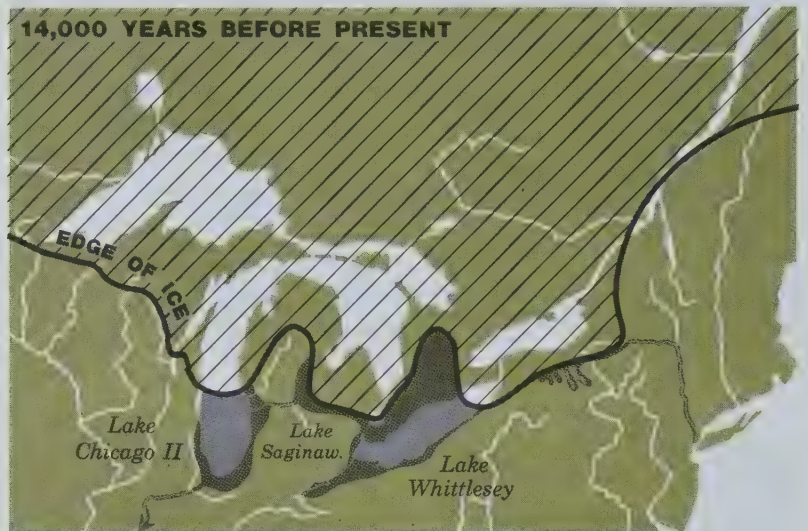 14,000 YEARS BEFORE PRESENT
EDGE OF ICE
Lake
Chicago II
Lake
Saginaw.
Lake
Whittlesey